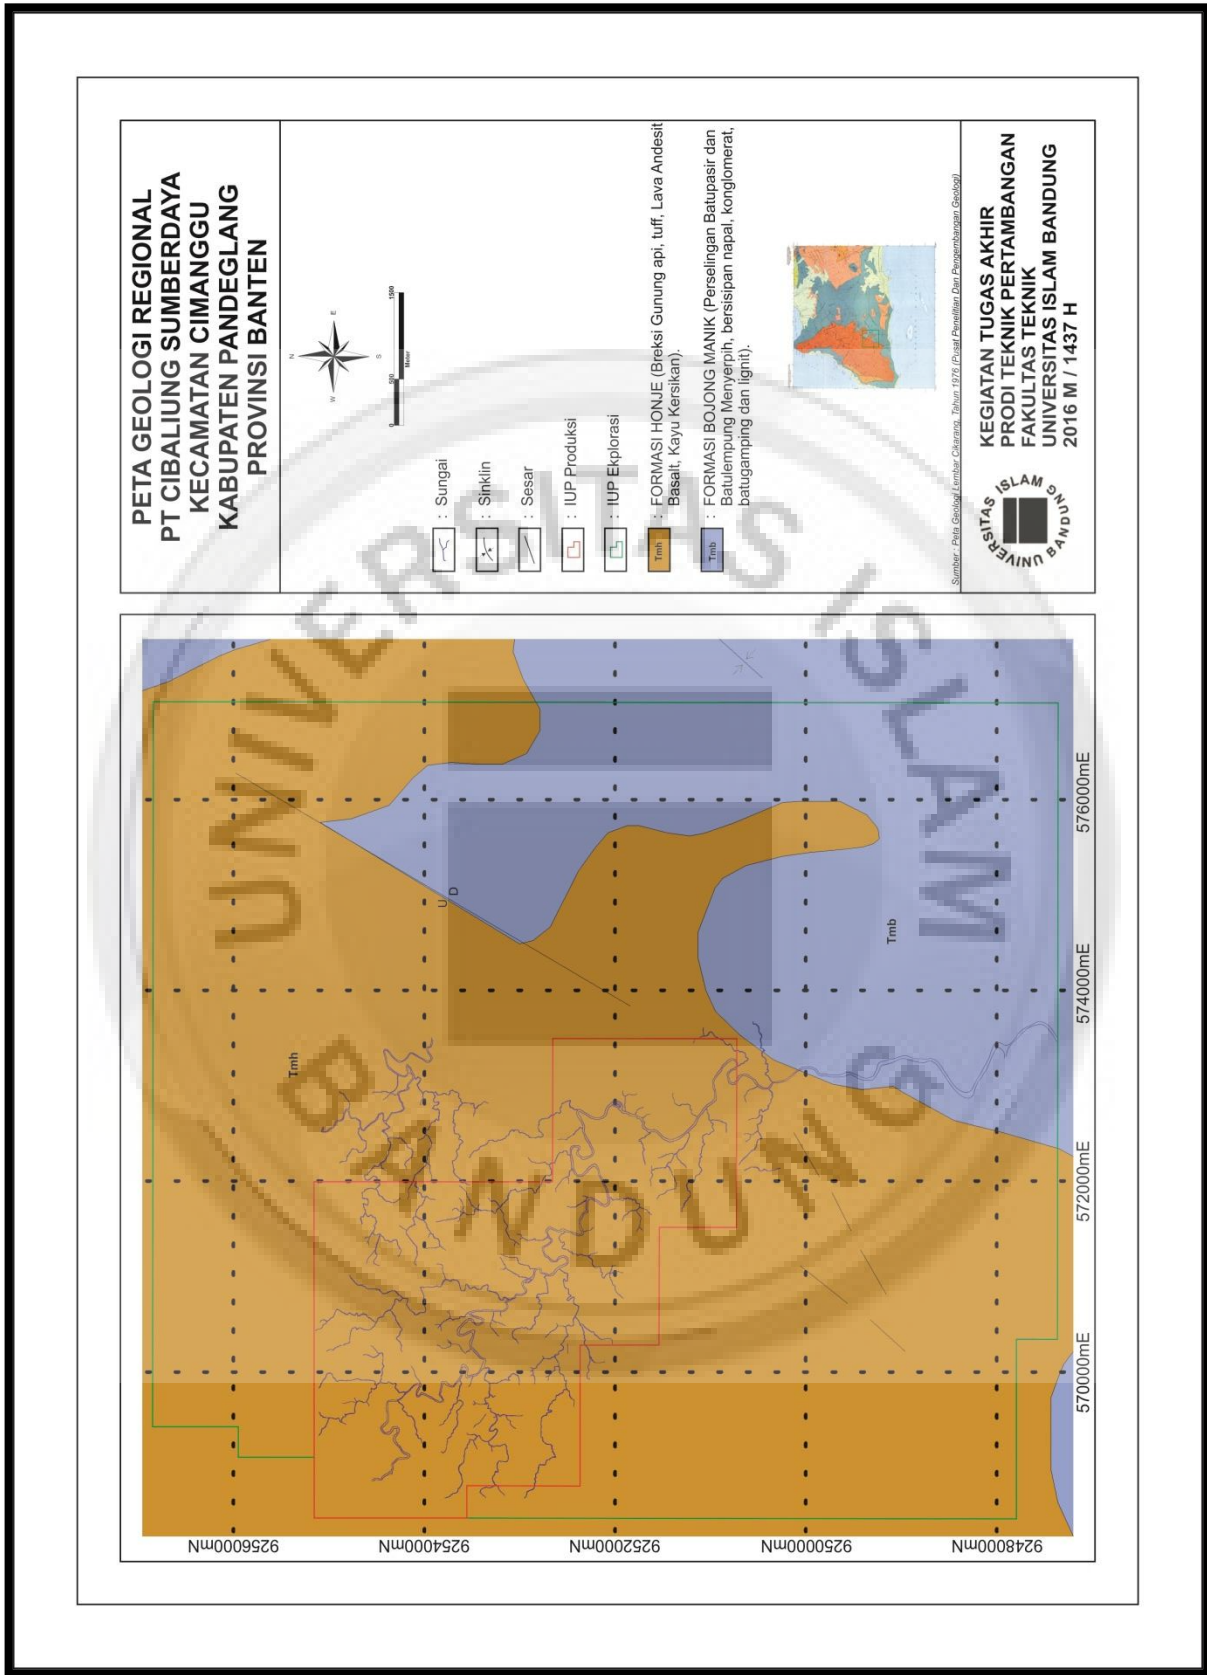 PETA GEOLOGI REGIONAL
PT CIBALIUNG SUMBERDAYA
KECAMATAN CIMANGGU
KABUPATEN PANDEGLANG
PROVINSI BANTEN
N
W
E
S
0
500
1500
Meter
: Sungai
: Sinklin
: Sesar
: IUP Produksi
: IUP Ekplorasi
Tmh
: FORMASI HONJE (Breksi Gunung api, tuff, Lava Andesit
Basalt, Kayu Kersikan).
Tmb
: FORMASI BOJONG MANIK (Perselingan Batupasir dan
Batulempung Menyerpih, bersisipan napal, konglomerat,
batugamping dan lignit).
Sumber : Peta Geologi Lembar Cikarang, Tahun 1976 (Pusat Penelitian Dan Pengembangan Geologi)
UNIVERSITAS ISLAM
BANDUNG
KEGIATAN TUGAS AKHIR
PRODI TEKNIK PERTAMBANGAN
FAKULTAS TEKNIK
UNIVERSITAS ISLAM BANDUNG
2016 M / 1437 H
9256000mN
9254000mN
9252000mN
9250000mN
9248000mN
570000mE
572000mE
574000mE
576000mE
Tmh
U
D
Tmb
UNIVERSITAS ISLAM
BANDUNG